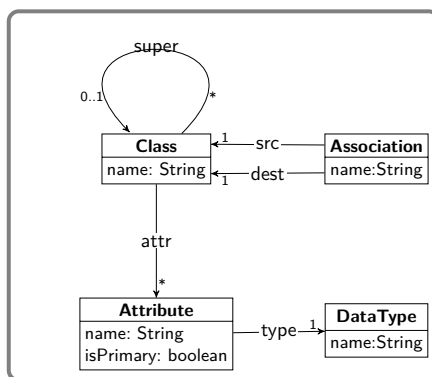 super
0..1
*
Class
name: String
1
src
1
dest
Association
name:String
attr
*
Attribute
name: String
isPrimary: boolean
type
1
DataType
name:String